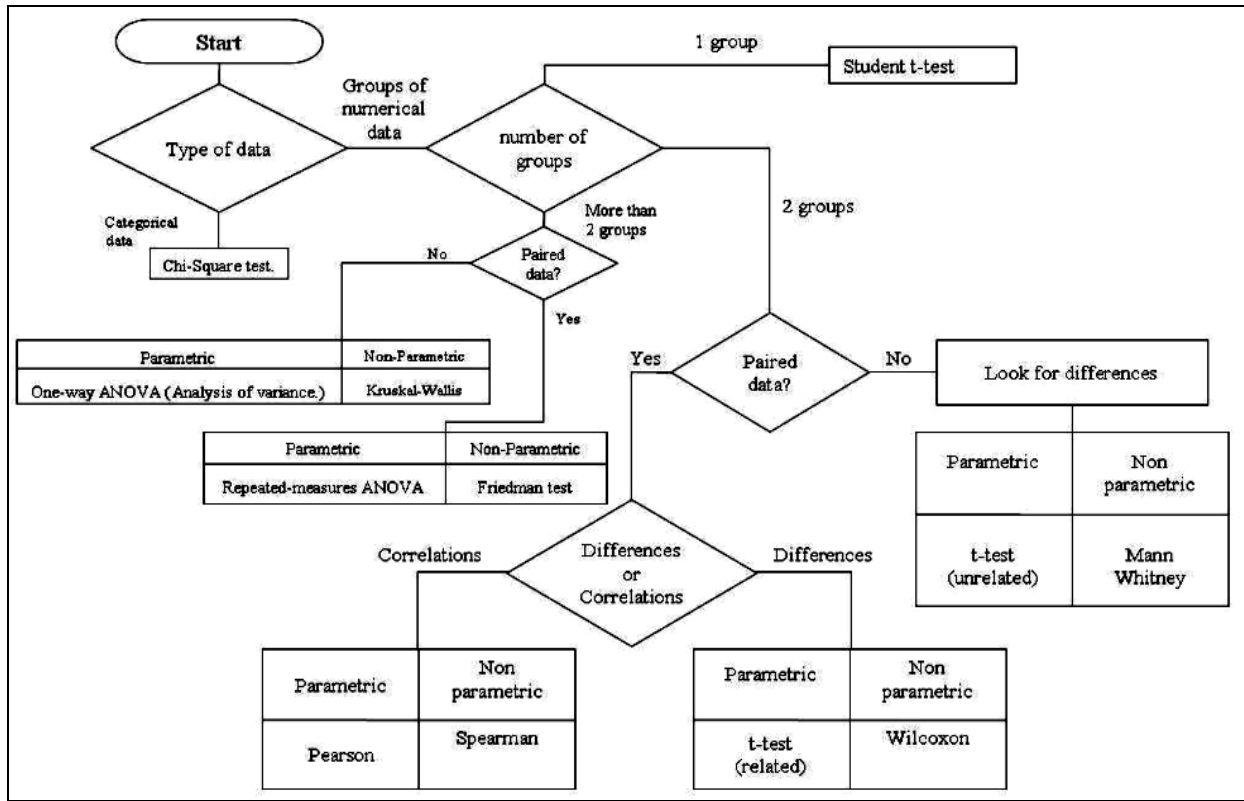 Start
1 group
Student t-test
Groups of
numerical
data
Type of data
number of
groups
Categorical
data
Chi-Square test.
More than
2 groups
2 groups
No
Paired
data?
Yes
Parametric
Non-Parametric
One-way ANOVA (Analysis of variance.)
Kruskal-Wallis
Parametric
Non-Parametric
Repeated-measures ANOVA
Friedman test
Yes
Paired
data?
No
Look for differences
Parametric
Non
parametric
t-test
(unrelated)
Mann
Whitney
Correlations
Differences
or
Correlations
Differences
Parametric
Non
parametric
Pearson
Spearman
Parametric
Non
parametric
t-test
(related)
Wilcoxon